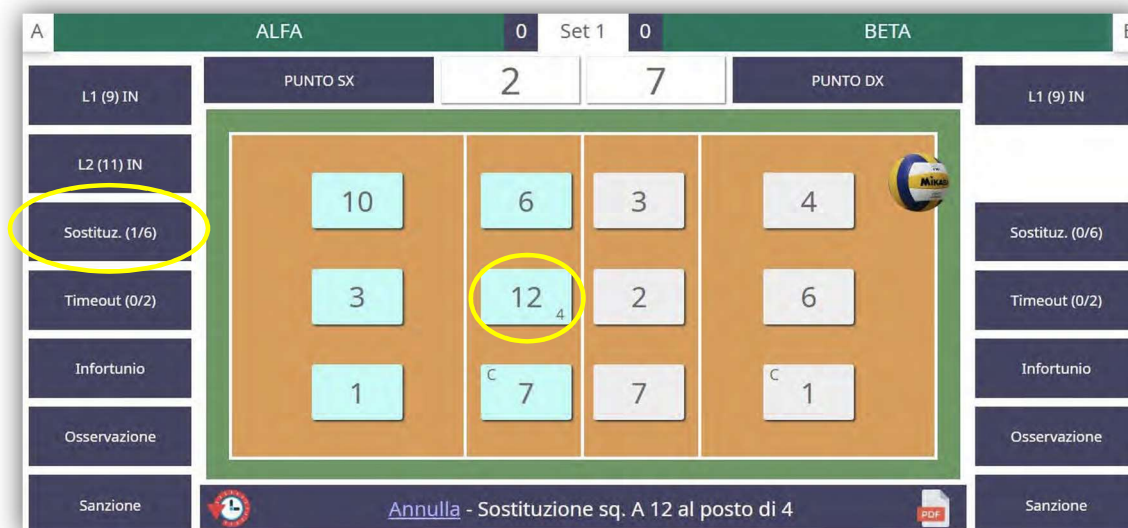 A ALFA 0 Set 1 0 BETA
PUNTO SX 2 7 PUNTO DX
L1 (9) IN
L2 (11) IN
Sostituz. (1/6)
Timeout (0/2)
Infortunio
Osservazione
Sanzione
10 6 3 4
MIKASA
3 12 4 2 6
1 C 7 7 C 1
L1 (9) IN
Sostituz. (0/6)
Timeout (0/2)
Infortunio
Osservazione
Sanzione
Annulla - Sostituzione sq. A 12 al posto di 4
PDF